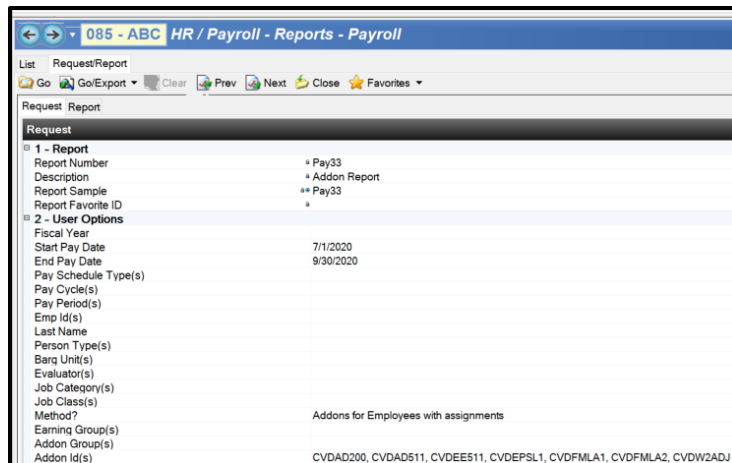 085 - ABC HR / Payroll - Reports - Payroll
List Request/Report
Go Go/Export Clear Prev Next Close Favorites
Request Report
Request
1 - Report
Report Number Pay33
Description Addon Report
Report Sample Pay33
Report Favorite ID
2 - User Options
Fiscal Year
Start Pay Date 7/1/2020
End Pay Date 9/30/2020
Pay Schedule Type(s)
Pay Cycle(s)
Pay Period(s)
Emp Id(s)
Last Name
Person Type(s)
Barg Unit(s)
Evaluator(s)
Job Category(s)
Job Class(s)
Method? Addons for Employees with assignments
Earning Group(s)
Addon Group(s)
Addon Id(s) CVDAD200, CVDAD511, CVDEE511, CVDEPSL1, CVDFMLA1, CVDFMLA2, CVDW2ADJ